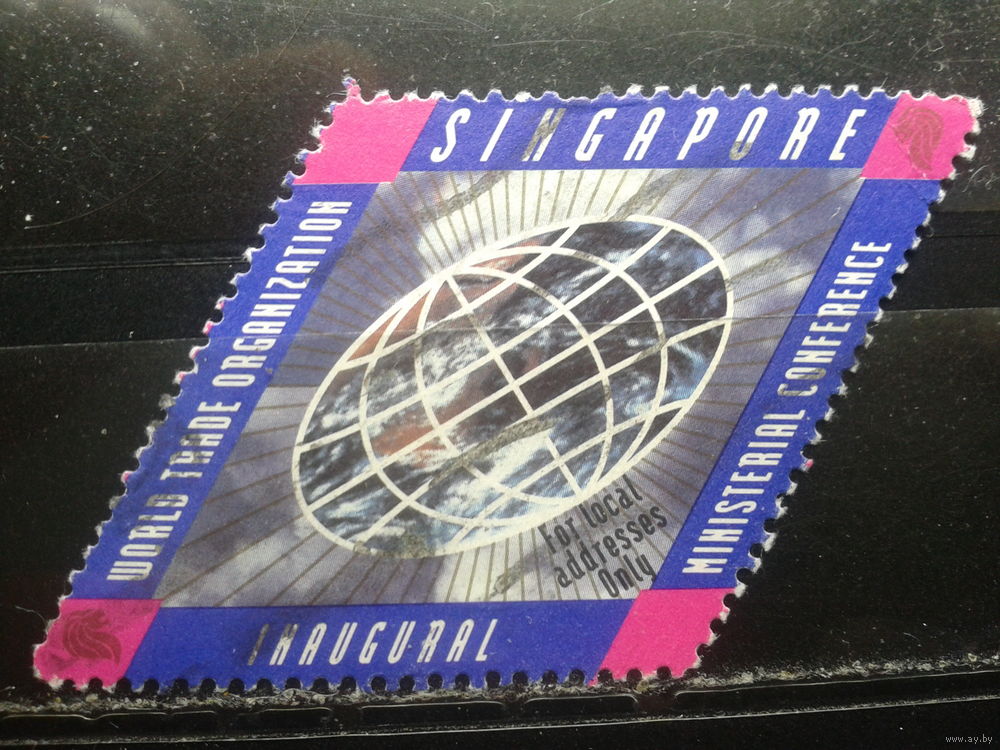 SINGAPORE
WORLD TRADE ORGANIZATION
MINISTERIAL CONFERENCE
For local
addresses
Only
INAUGURAL
www.ay.by